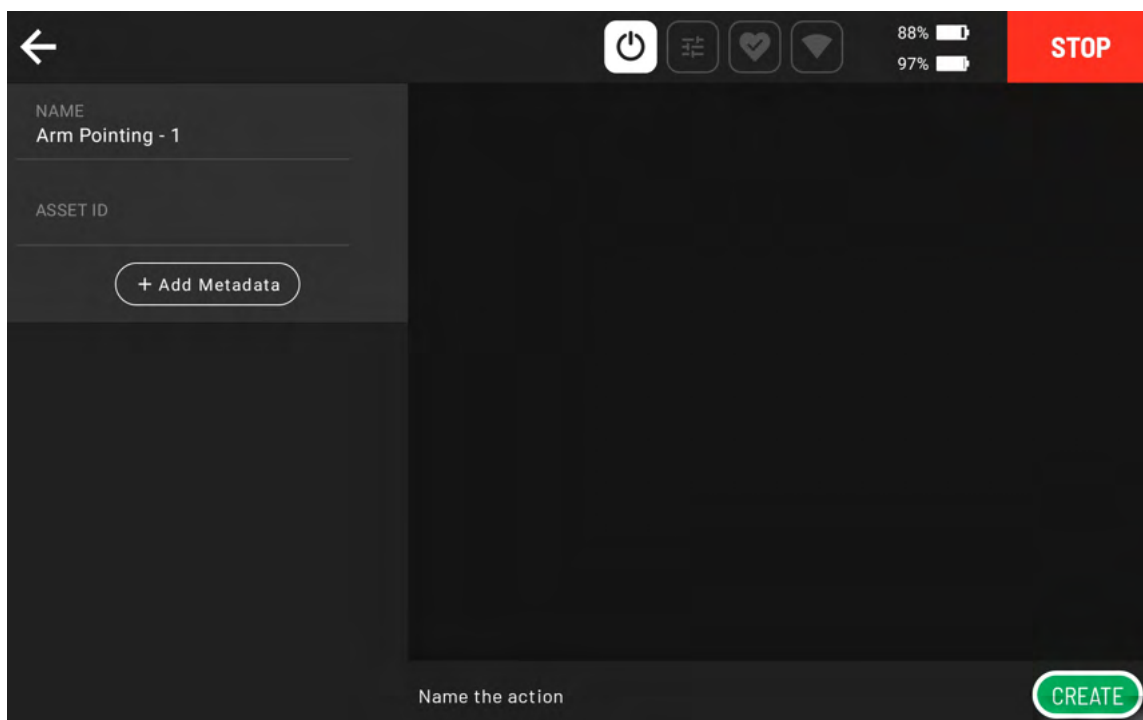 88%
97%
STOP
NAME
Arm Pointing - 1
ASSET ID
+ Add Metadata
Name the action
CREATE